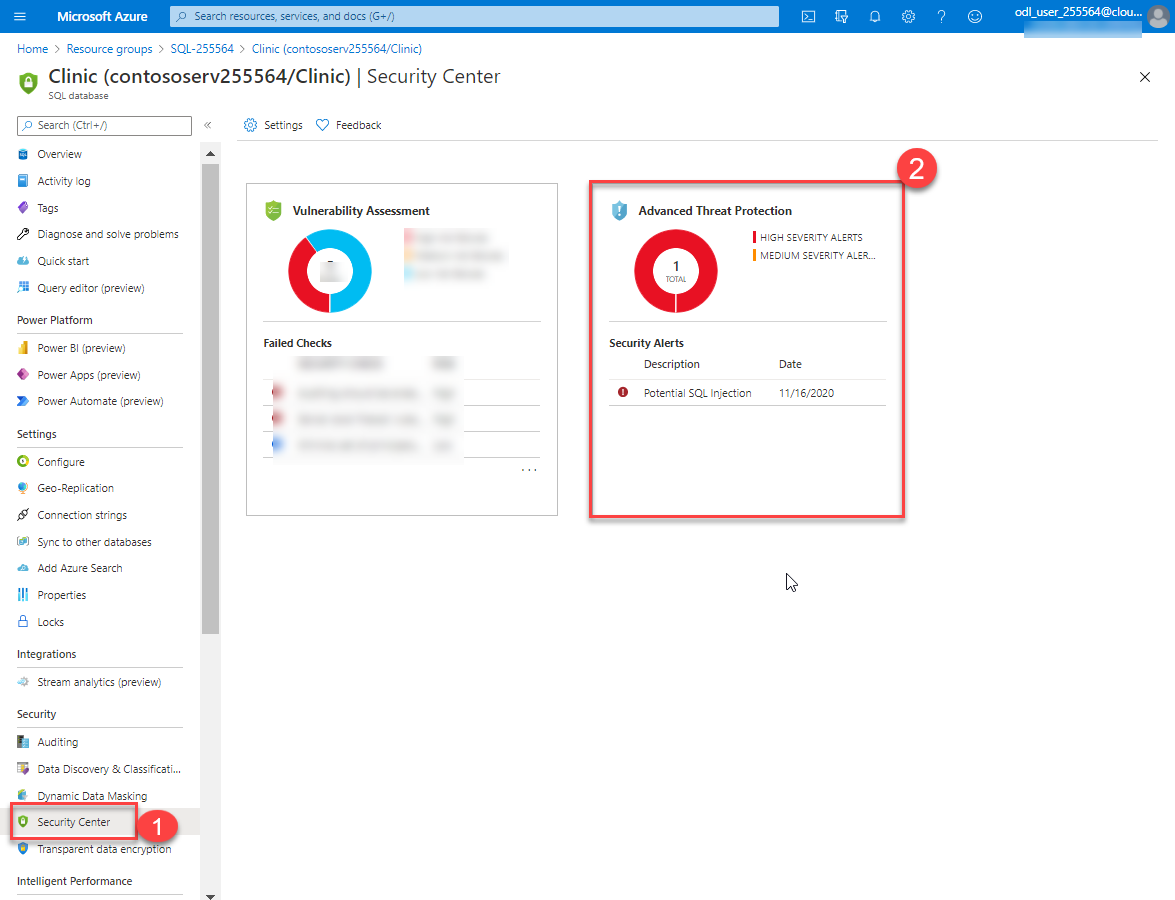 Microsoft Azure
Search resources, services, and docs (G+/)
odl_user_255564@clou...
Home > Resource groups > SQL-255564 > Clinic (contososerv255564/Clinic)
Clinic (contososerv255564/Clinic) | Security Center
SQL database
Search (Ctrl+/)
Settings
Feedback
Overview
Activity log
Tags
Diagnose and solve problems
Quick start
Query editor (preview)
Power Platform
Power BI (preview)
Power Apps (preview)
Power Automate (preview)
Settings
Configure
Geo-Replication
Connection strings
Sync to other databases
Add Azure Search
Properties
Locks
Integrations
Stream analytics (preview)
Security
Auditing
Data Discovery & Classificati...
Dynamic Data Masking
Security Center
1
Transparent data encryption
Intelligent Performance
Vulnerability Assessment
Failed Checks
...
2
Advanced Threat Protection
1
TOTAL
HIGH SEVERITY ALERTS
MEDIUM SEVERITY ALER...
Security Alerts
Description Date
Potential SQL Injection 11/16/2020